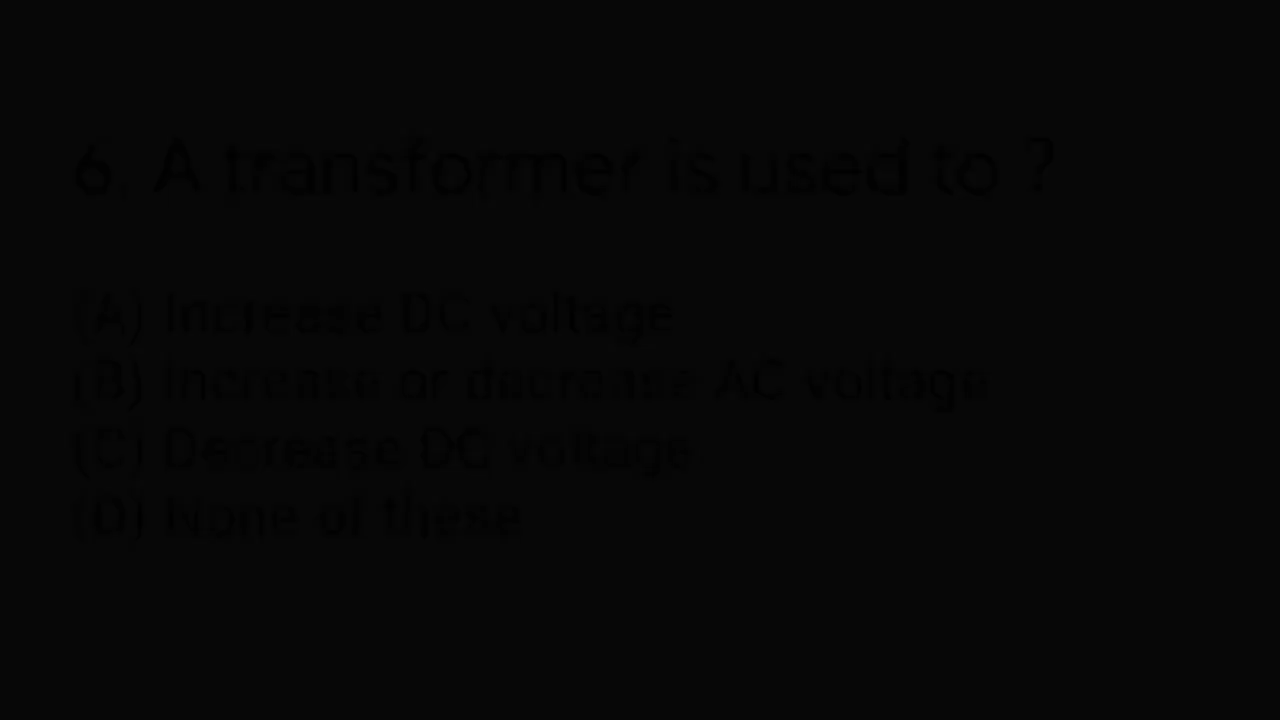 6. A transformer is used to ?
(A) Increase DC voltage
(B) Increase or decrease AC voltage
(C) Decrease DC voltage
(D) None of these